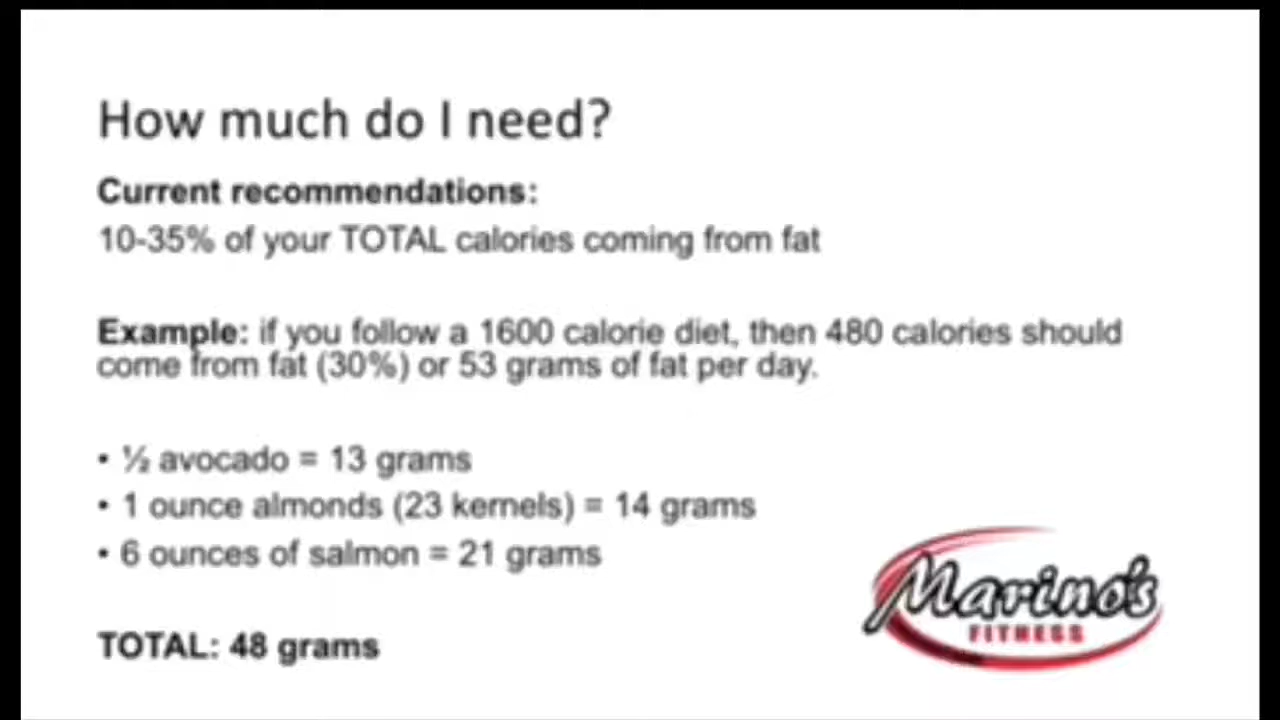 How much do I need?
Current recommendations:
10-35% of your TOTAL calories coming from fat
Example: if you follow a 1600 calorie diet, then 480 calories should
come from fat (30%) or 53 grams of fat per day.
• ½ avocado = 13 grams
• 1 ounce almonds (23 kernels) = 14 grams
• 6 ounces of salmon = 21 grams
TOTAL: 48 grams
Marino's
FITNESS